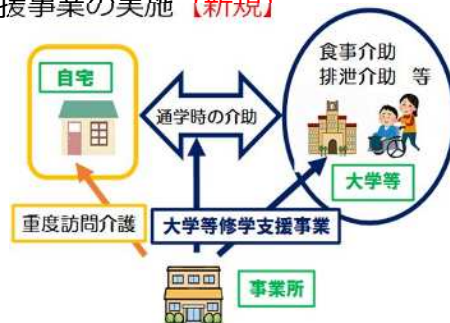 援事業の実施【新規】
自宅
食事介助
排泄介助 等
通学時の介助
大学等
重度訪問介護
大学等修学支援事業
事業所